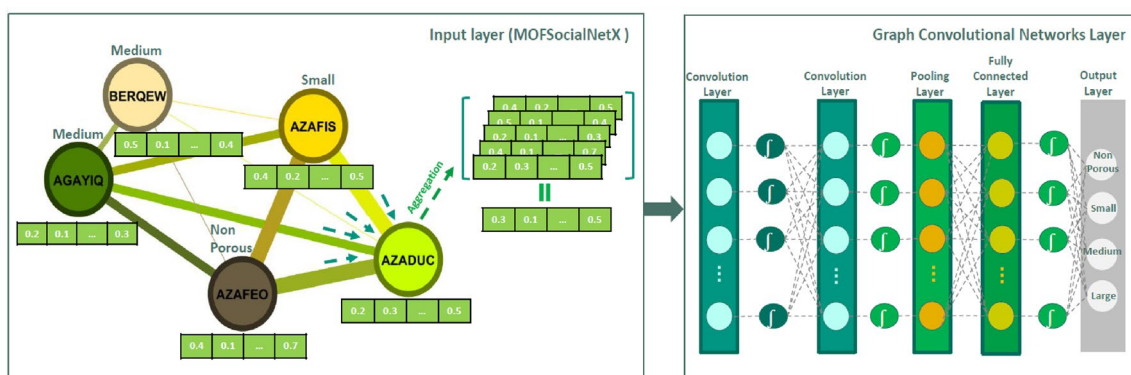 Input layer (MOFSocialNetX )
Medium
BERQEW
0.5 0.1 ... 0.4
Small
AZAFIS
0.4 0.2 ... 0.5
Medium
AGAYIQ
0.2 0.1 ... 0.3
Non
Porous
AZAFEO
0.4 0.1 ... 0.7
AZADUC
0.2 0.3 ... 0.5
Aggregation
0.4 0.2 ... 0.5
0.5 0.1 ... 0.4
0.2 0.1 ... 0.3
0.4 0.1 ... 0.7
0.2 0.3 ... 0.5
0.3 0.1 ... 0.5
Graph Convolutional Networks Layer
Convolution
Layer
Convolution
Layer
Pooling
Layer
Fully
Connected
Layer
Output
Layer
Non
Porous
Small
Medium
Large